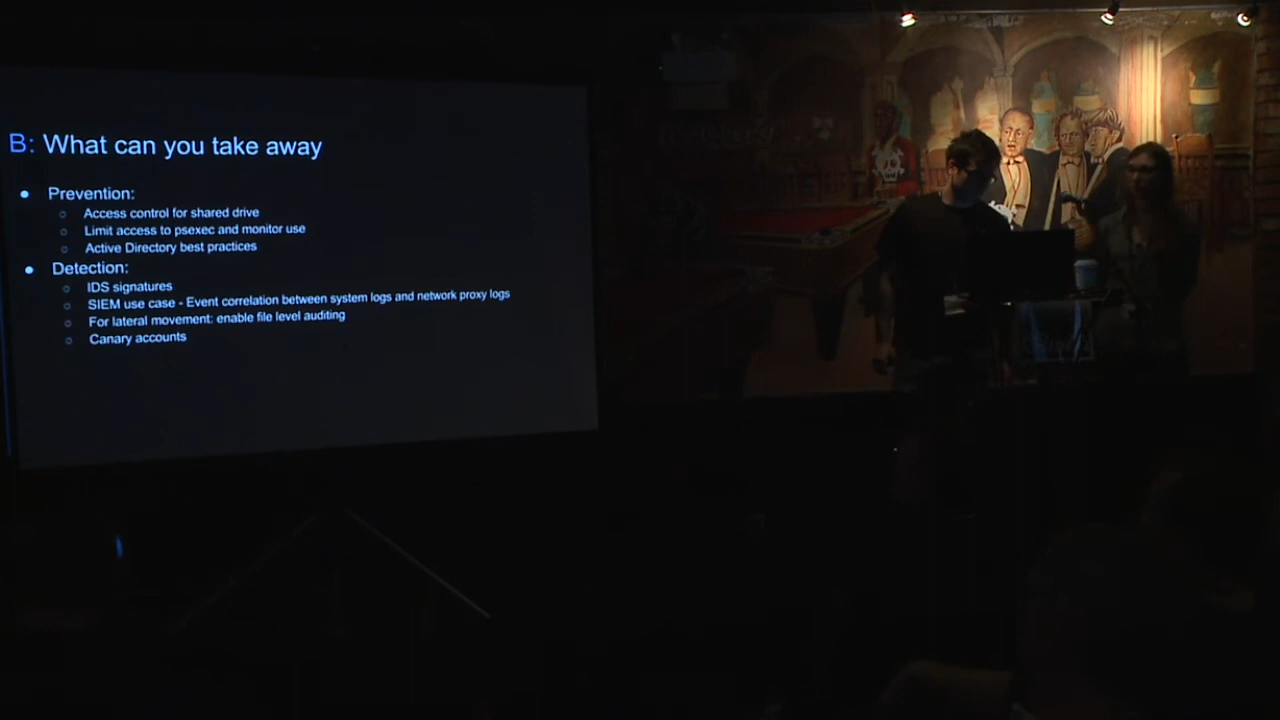 B: What can you take away
● Prevention:
○ Access control for shared drive
○ Limit access to psexec and monitor use
○ Active Directory best practices
● Detection:
○ IDS signatures
○ SIEM use case - Event correlation between system logs and network proxy logs
○ For lateral movement: enable file level auditing
○ Canary accounts